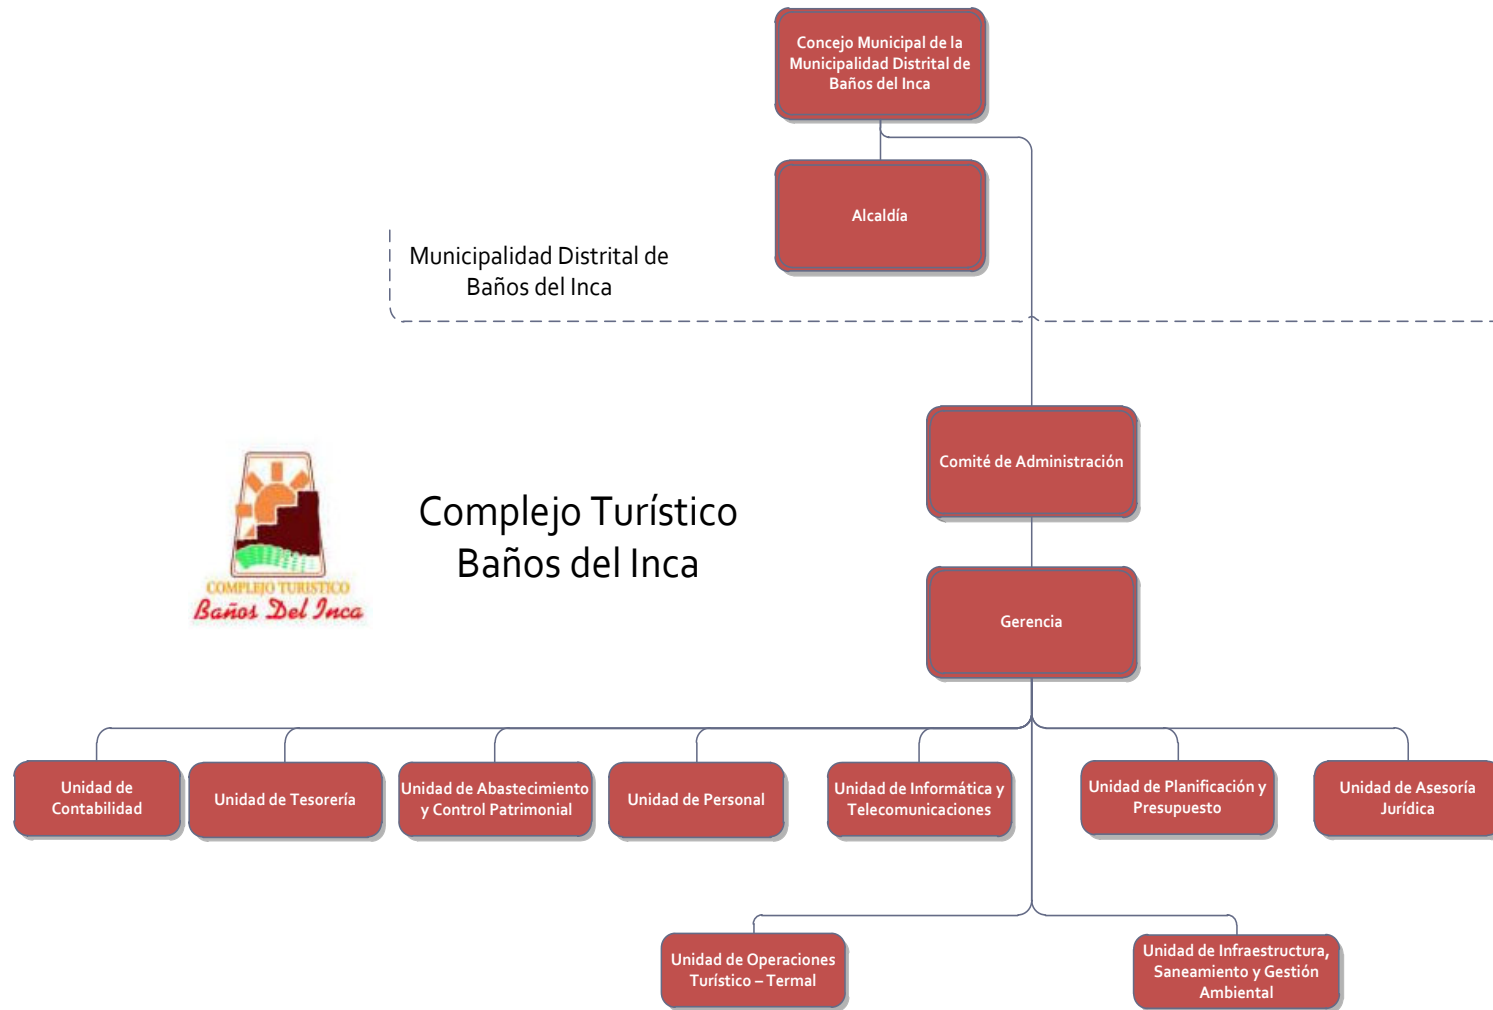 Concejo Municipal de la
Municipalidad Distrital de
Baños del Inca
Alcaldía
Municipalidad Distrital de
Baños del Inca
Comité de Administración
COMPLEJO TURISTICO
Baños Del Inca
Complejo Turístico
Baños del Inca
Gerencia
Unidad de
Contabilidad
Unidad de Tesorería
Unidad de Abastecimiento
y Control Patrimonial
Unidad de Personal
Unidad de Informática y
Telecomunicaciones
Unidad de Planificación y
Presupuesto
Unidad de Asesoría
Jurídica
Unidad de Operaciones
Turístico – Termal
Unidad de Infraestructura,
Saneamiento y Gestión
Ambiental